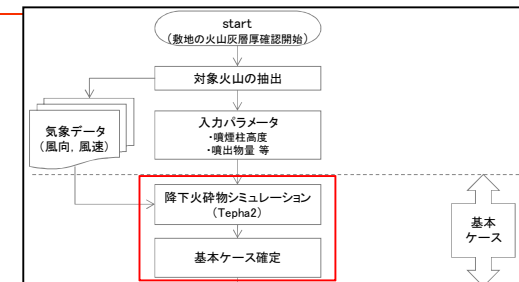 start
(敷地の火山灰層厚確認開始)
対象火山の抽出
気象データ
(風向, 風速)
入力パラメータ
・噴煙柱高度
・噴出物量 等
降下火砕物シミュレーション
(Tepha2)
基本ケース確定
基本
ケース